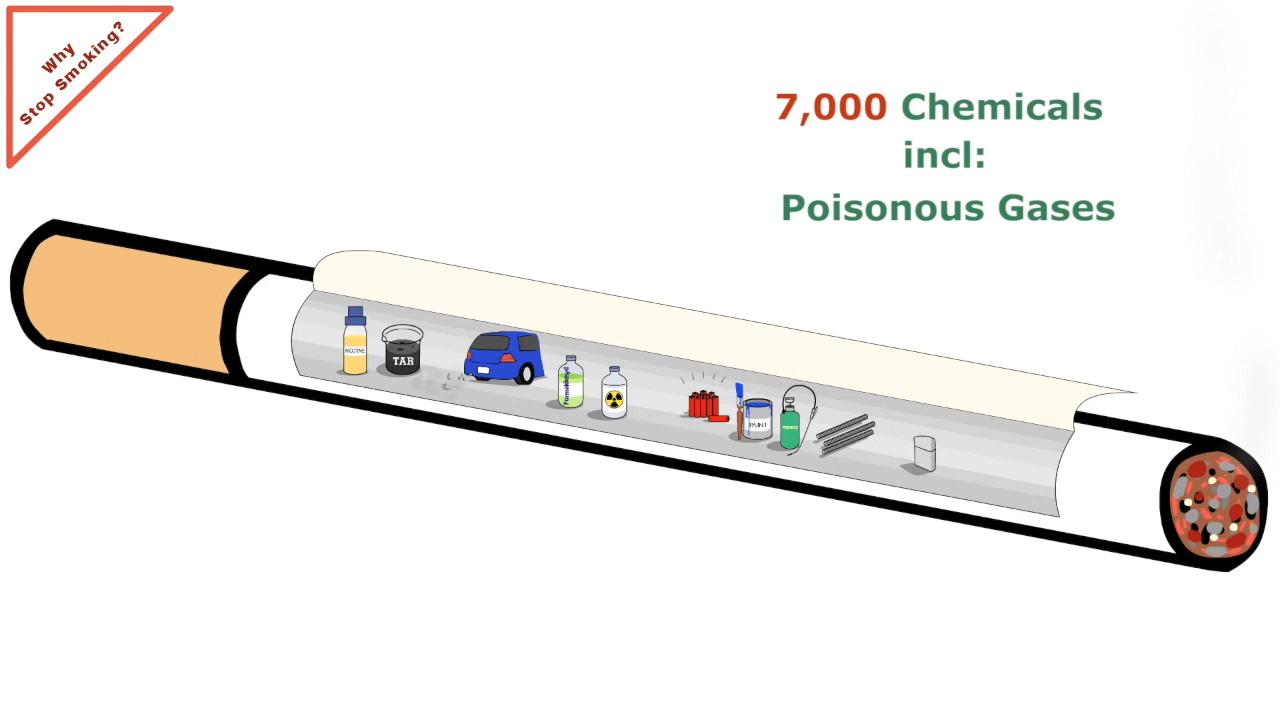 Why
Stop Smoking?
7,000 Chemicals
incl:
Poisonous Gases
NICOTINE
TAR
Formaldehyd
PAINT